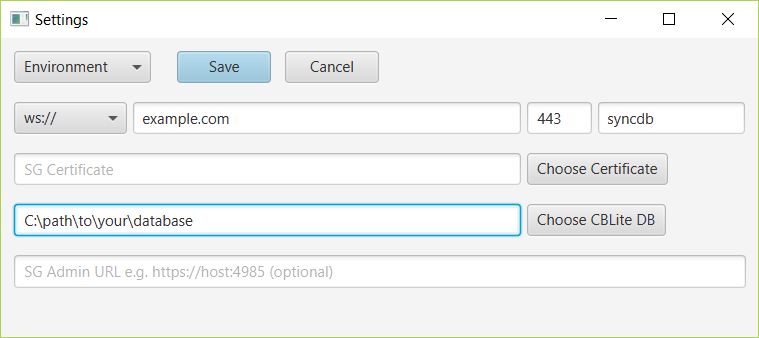 Settings
Environment Save Cancel
ws:// example.com 443 syncdb
SG Certificate Choose Certificate
C:\path\to\your\database Choose CBLite DB
SG Admin URL e.g. https://host:4985 (optional)